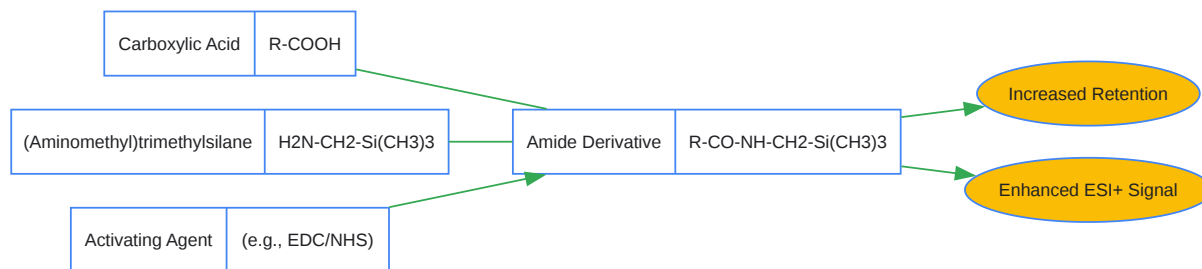 Carboxylic Acid R-COOH
(Aminomethyl)trimethylsilane H2N-CH2-Si(CH3)3
Activating Agent (e.g., EDC/NHS)
Amide Derivative R-CO-NH-CH2-Si(CH3)3
Increased Retention
Enhanced ESI+ Signal